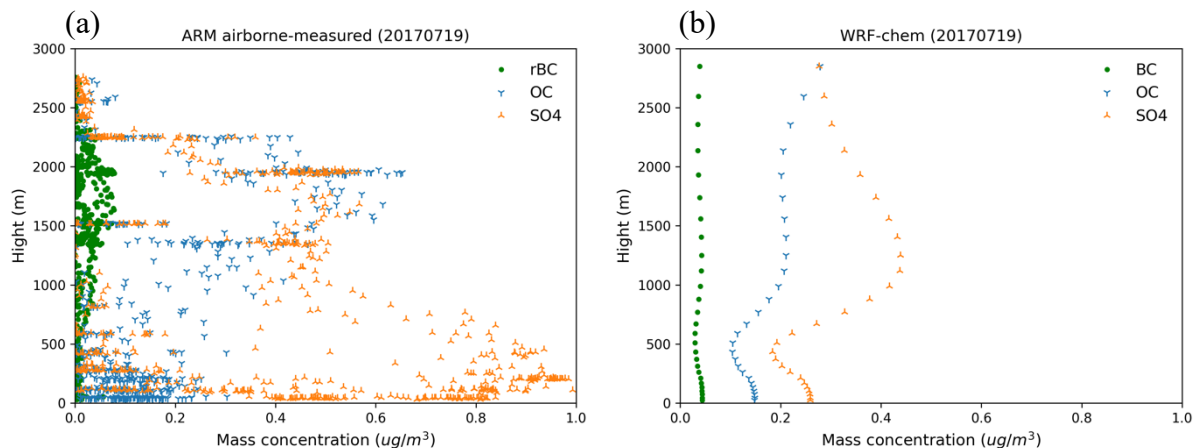 (a)
ARM airborne-measured (20170719)
3000
2500
2000
1500
1000
500
0
Hight (m)
rBC
OC
SO4
0.0
0.2
0.4
0.6
0.8
1.0
Mass concentration (ug/m³)
(b)
WRF-chem (20170719)
3000
2500
2000
1500
1000
500
0
Hight (m)
BC
OC
SO4
0.0
0.2
0.4
0.6
0.8
1.0
Mass concentration (ug/m³)